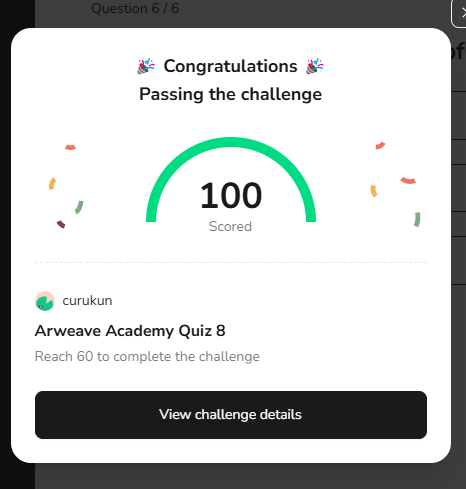 Question 6 / 6
Congratulations
Passing the challenge
100
Scored
curukun
Arweave Academy Quiz 8
Reach 60 to complete the challenge
View challenge details